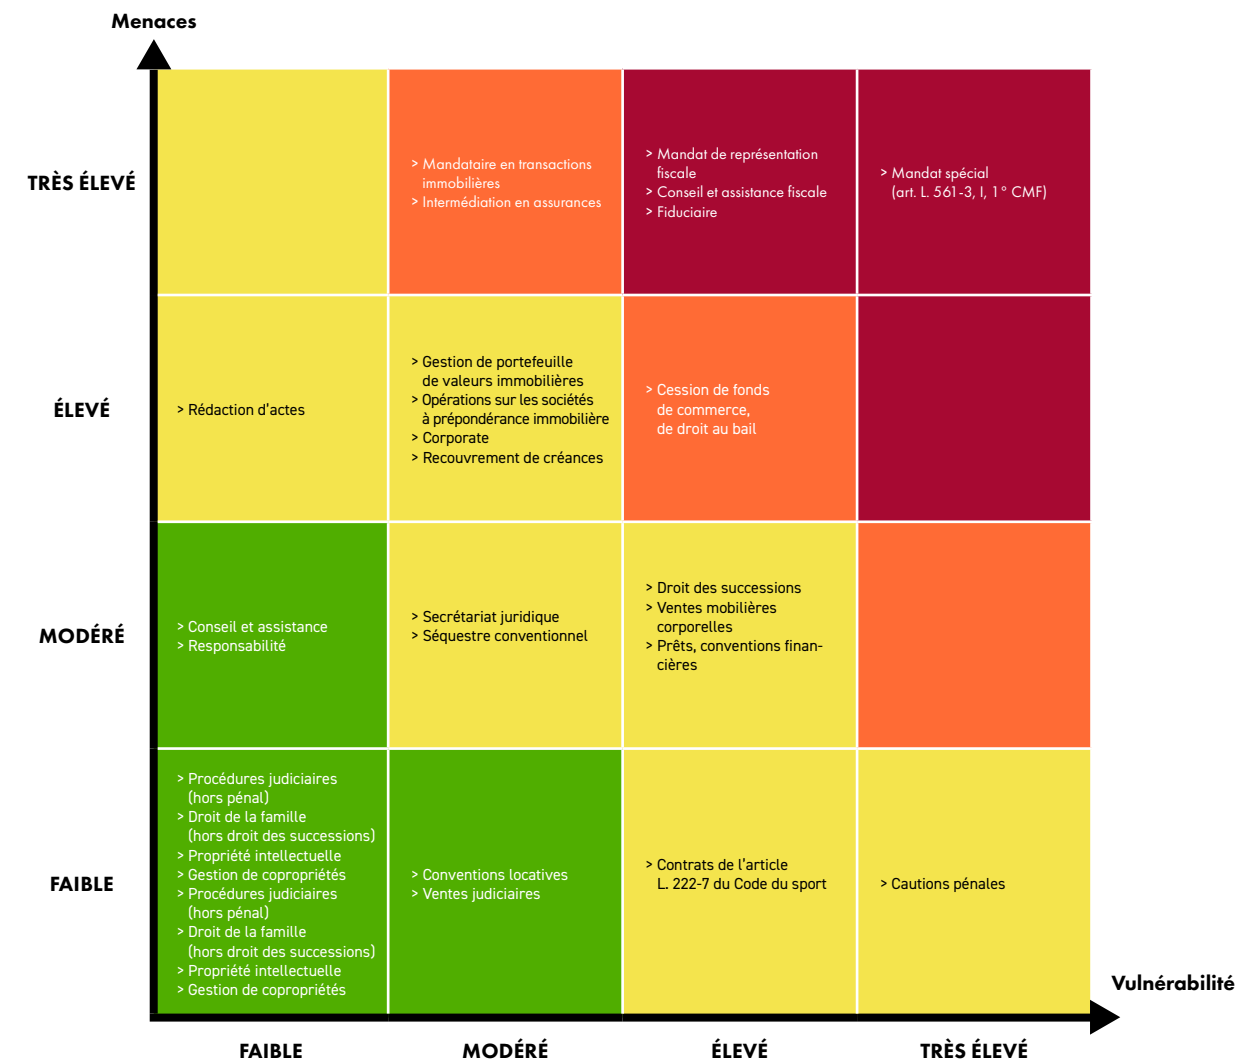 Menaces
TRÈS ÉLEVÉ
> Mandataire en transactions
immobilières
> Intermédiation en assurances
> Mandat de représentation
fiscale
> Conseil et assistance fiscale
> Fiduciaire
> Mandat spécial
(art. L. 561-3, I, 1° CMF)
ÉLEVÉ
> Rédaction d'actes
> Gestion de portefeuille
de valeurs immobilières
> Opérations sur les sociétés
à prépondérance immobilière
> Corporate
> Recouvrement de créances
> Cession de fonds
de commerce,
de droit au bail
MODÉRÉ
> Conseil et assistance
> Responsabilité
> Secrétariat juridique
> Séquestre conventionnel
> Droit des successions
> Ventes mobilières
corporelles
> Prêts, conventions finan-
cières
FAIBLE
> Procédures judiciaires
(hors pénal)
> Droit de la famille
(hors droit des successions)
> Propriété intellectuelle
> Gestion de copropriétés
> Procédures judiciaires
(hors pénal)
> Droit de la famille
(hors droit des successions)
> Propriété intellectuelle
> Gestion de copropriétés
> Conventions locatives
> Ventes judiciaires
> Contrats de l'article
L. 222-7 du Code du sport
> Cautions pénales
Vulnérabilité
FAIBLE
MODÉRÉ
ÉLEVÉ
TRÈS ÉLEVÉ